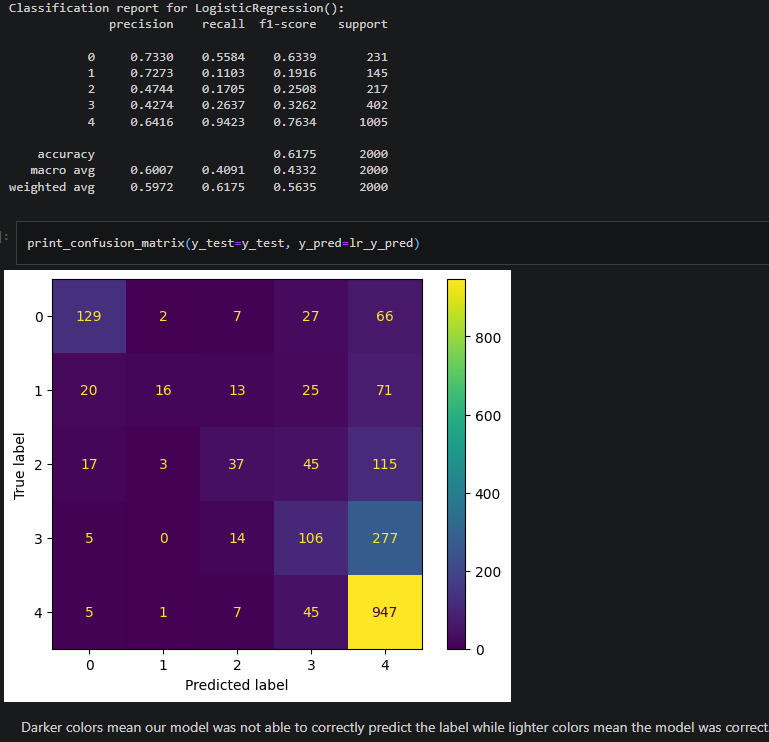 Classification report for LogisticRegression():
precision recall f1-score support
0 0.7330 0.5584 0.6339 231
1 0.7273 0.1103 0.1916 145
2 0.4744 0.1705 0.2508 217
3 0.4274 0.2637 0.3262 402
4 0.6416 0.9423 0.7634 1005
accuracy 0.6175 2000
macro avg 0.6007 0.4091 0.4332 2000
weighted avg 0.5972 0.6175 0.5635 2000
]:
print_confusion_matrix(y_test=y_test, y_pred=lr_y_pred)
0 129 2 7 27 66
1 20 16 13 25 71
2 17 3 37 45 115
3 5 0 14 106 277
4 5 1 7 45 947
0 1 2 3 4
Predicted label
True label
800
600
400
200
0
Darker colors mean our model was not able to correctly predict the label while lighter colors mean the model was correct